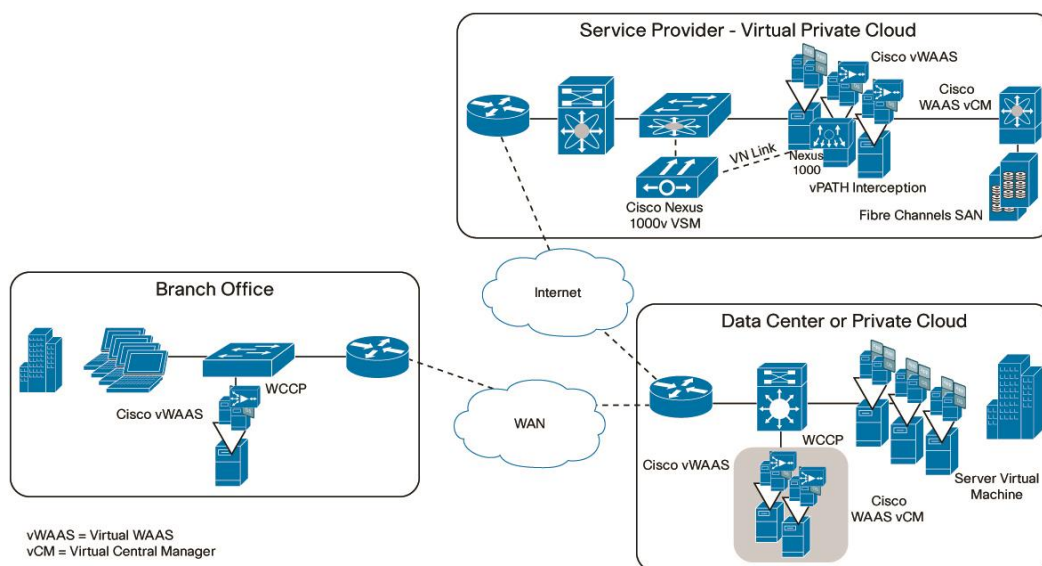 Service Provider - Virtual Private Cloud
Cisco vWAAS
Cisco
WAAS vCM
VN Link
Nexus
1000
vPATH Interception
Cisco Nexus
1000v VSM
Fibre Channels SAN
Internet
Branch Office
WCCP
Cisco vWAAS
WAN
Data Center or Private Cloud
WCCP
Cisco vWAAS
Cisco
WAAS vCM
Server Virtual
Machine
vWAAS = Virtual WAAS
vCM = Virtual Central Manager